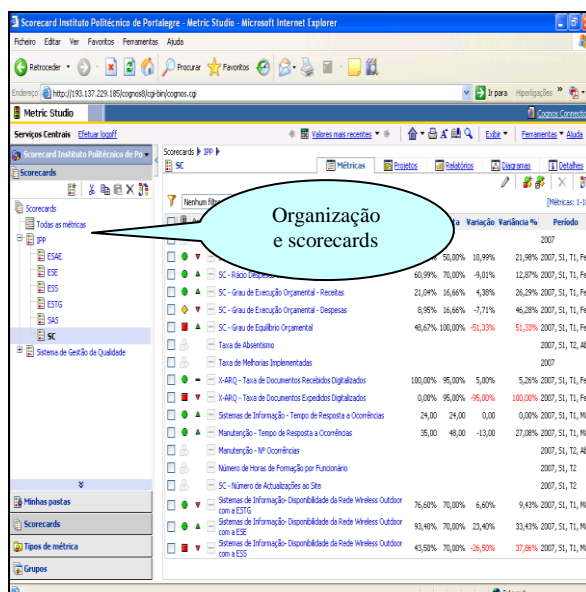 Scorecard Instituto Politécnico de Portalegre - Metric Studio - Microsoft Internet Explorer
Ficheiro Editar Ver Favoritos Ferramentas Ajuda
Retroceder Procurar Favoritos
Endereço http://193.137.229.185/cognos8/cgi-bin/cognos.cgi Ir para Hiperligações »
Metric Studio Cognos Connection
Serviços Centrais Efetuar logoff Valores mais recentes Exibir Ferramentas Ajuda
Scorecard Instituto Politécnico de Po
Scorecards IPP
SC Métricas Projetos Relatórios Diagramas Detalhes
Scorecards
[Métricas: 1-1
Nenhum
Variação Variância % Período
Organização
e scorecards
Scorecards
Todas as métricas
IPP
ESAE
ESE
ESS
ESTG
SAS
SC
Sistema de Gestão da Qualidade
2007
50,00% 10,99% 21,98% 2007, S1, T1, Fe
SC - Rácio Despesa 60,99% 70,00% -9,01% 12,87% 2007, S1, T1, Fe
SC - Grau de Execução Orçamental - Receitas 21,04% 16,66% 4,38% 26,29% 2007, S1, T1, Fe
SC - Grau de Execução Orçamental - Despesas 8,95% 16,66% -7,71% 46,28% 2007, S1, T1, Fe
SC - Grau de Equilíbrio Orçamental 48,67% 100,00% -51,33% 51,33% 2007, S1, T1, Fe
Taxa de Absentismo 2007, S1, T2, Ab
Taxa de Melhorias Implementadas 2007
X-ARQ - Taxa de Documentos Recebidos Digitalizados 100,00% 95,00% 5,00% 5,26% 2007, S1, T1, Fe
X-ARQ - Taxa de Documentos Expedidos Digitalizados 0,00% 95,00% -95,00% 100,00% 2007, S1, T1, Fe
Sistemas de Informação - Tempo de Resposta a Ocorrências 24,00 24,00 0,00 0,00% 2007, S1, T1, M
Manutenção - Tempo de Resposta a Ocorrências 35,00 48,00 -13,00 27,08% 2007, S1, T1, M
Manutenção - Nº Ocorrências 2007, S1, T2, Ab
Número de Horas de Formação por Funcionário 2007, S1, T2
SC - Número de Actualizações ao Site 2007, S1, T2
Sistemas de Informação- Disponibilidade da Rede Wireless Outdoor
com a ESTG 76,60% 70,00% 6,60% 9,43% 2007, S1, T1, M
Sistemas de Informação- Disponibilidade da Rede Wireless Outdoor
com a ESE 93,40% 70,00% 23,40% 33,43% 2007, S1, T1, M
Sistemas de Informação- Disponibilidade da Rede Wireless Outdoor
com a ESS 43,50% 70,00% -26,50% 37,86% 2007, S1, T1, M
Minhas pastas
Scorecards
Tipos de métrica
Grupos